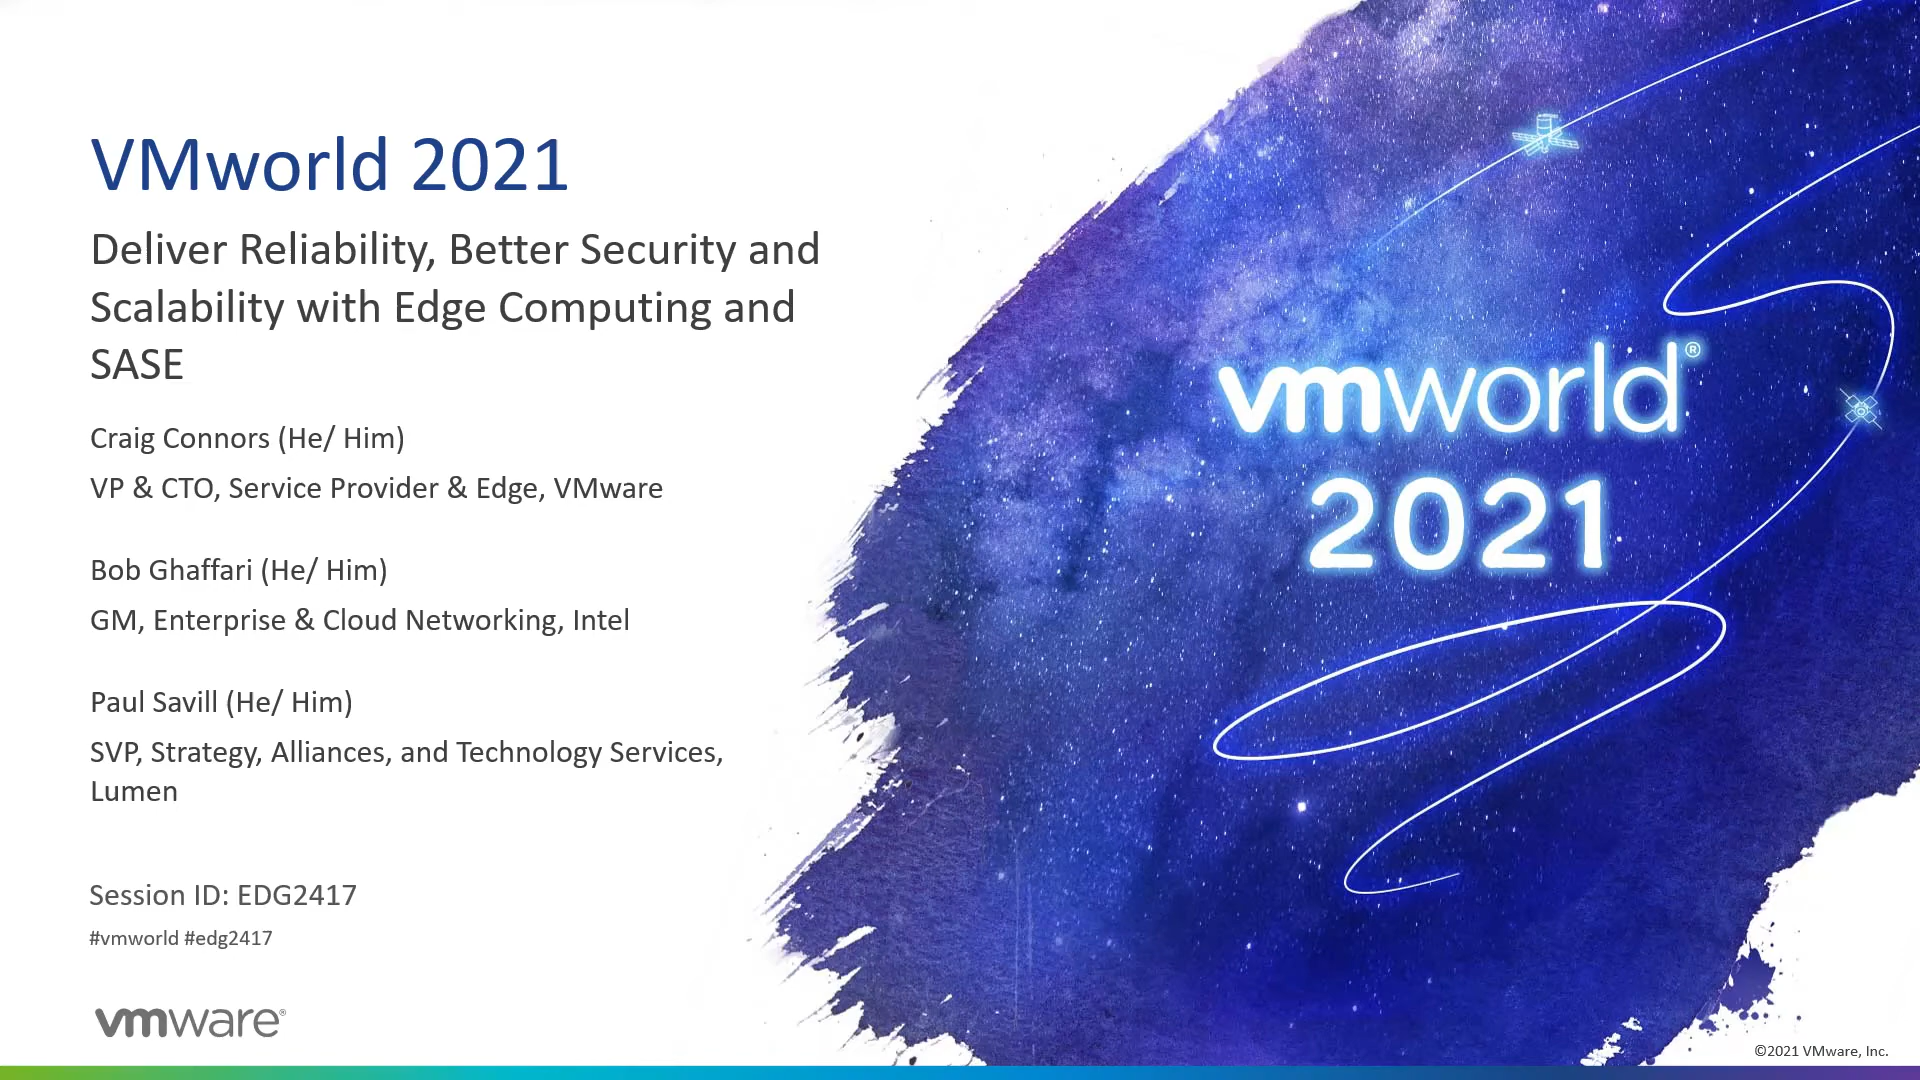 VMworld 2021
Deliver Reliability, Better Security and
Scalability with Edge Computing and
SASE
Craig Connors (He/ Him)
VP & CTO, Service Provider & Edge, VMware
Bob Ghaffari (He/ Him)
GM, Enterprise & Cloud Networking, Intel
Paul Savill (He/ Him)
SVP, Strategy, Alliances, and Technology Services,
Lumen
Session ID: EDG2417
#vmworld #edg2417
vmware®
vmworld®
2021
©2021 VMware, Inc.